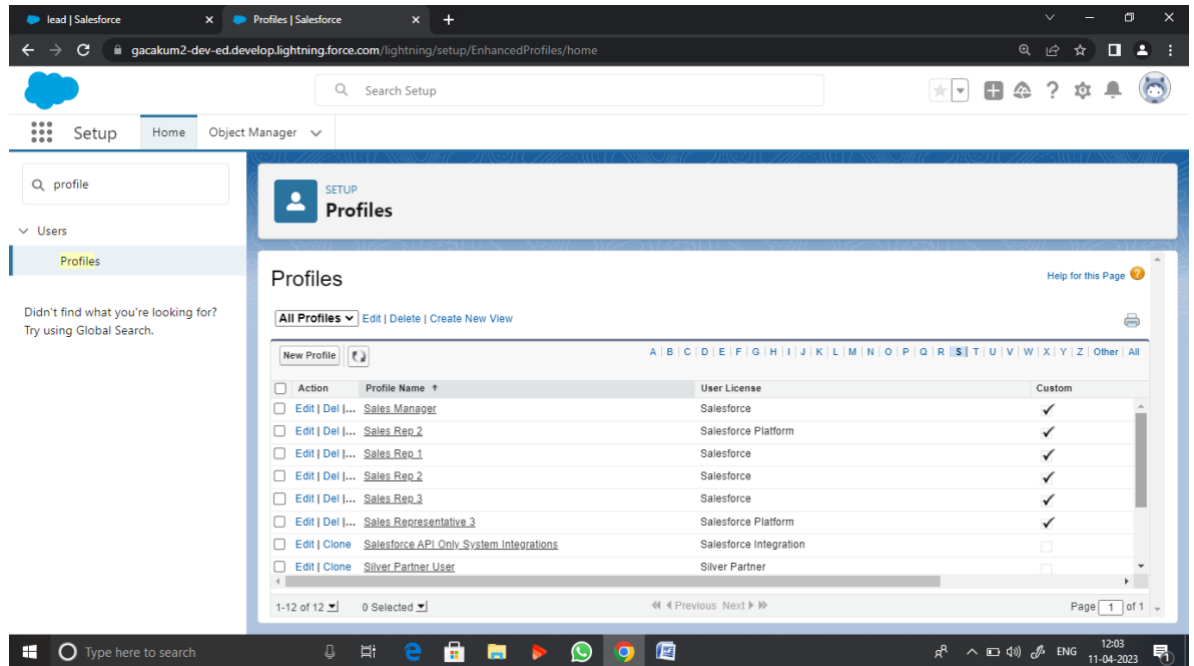 lead | Salesforce
Profiles | Salesforce
gacakum2-dev-ed.develop.lightning.force.com/lightning/setup/EnhancedProfiles/home
Search Setup
Setup Home Object Manager
profile
Users
Profiles
Didn't find what you're looking for?
Try using Global Search.
SETUP
Profiles
Profiles
Help for this Page
All Profiles Edit | Delete | Create New View
New Profile A | B | C | D | E | F | G | H | I | J | K | L | M | N | O | P | Q | R | S | T | U | V | W | X | Y | Z | Other | All
Action Profile Name User License Custom
Edit | Del |... Sales Manager Salesforce
Edit | Del |... Sales Rep 2 Salesforce Platform
Edit | Del |... Sales Rep 1 Salesforce
Edit | Del |... Sales Rep 2 Salesforce
Edit | Del |... Sales Rep 3 Salesforce
Edit | Del |... Sales Representative 3 Salesforce Platform
Edit | Clone Salesforce API Only System Integrations Salesforce Integration
Edit | Clone Silver Partner User Silver Partner
1-12 of 12 0 Selected Previous Next Page 1 of 1
Type here to search ENG 12:03
11-04-2023
1